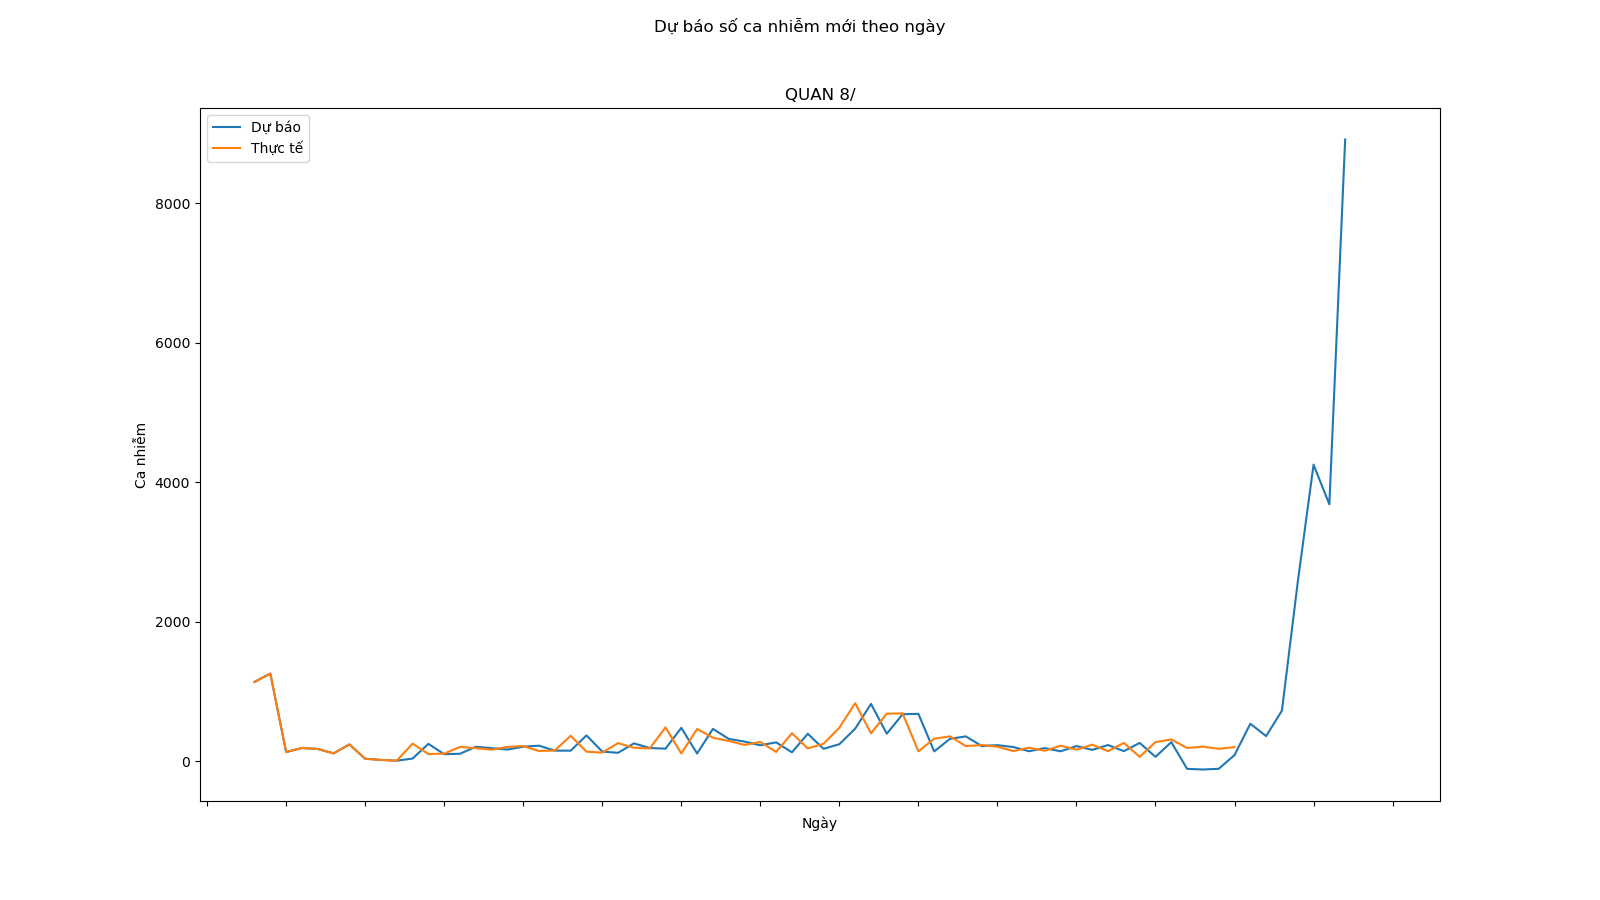 Dự báo số ca nhiễm mới theo ngày
QUAN 8/
Dự báo
Thực tế
8000
6000
4000
2000
0
Ca nhiễm
Ngày